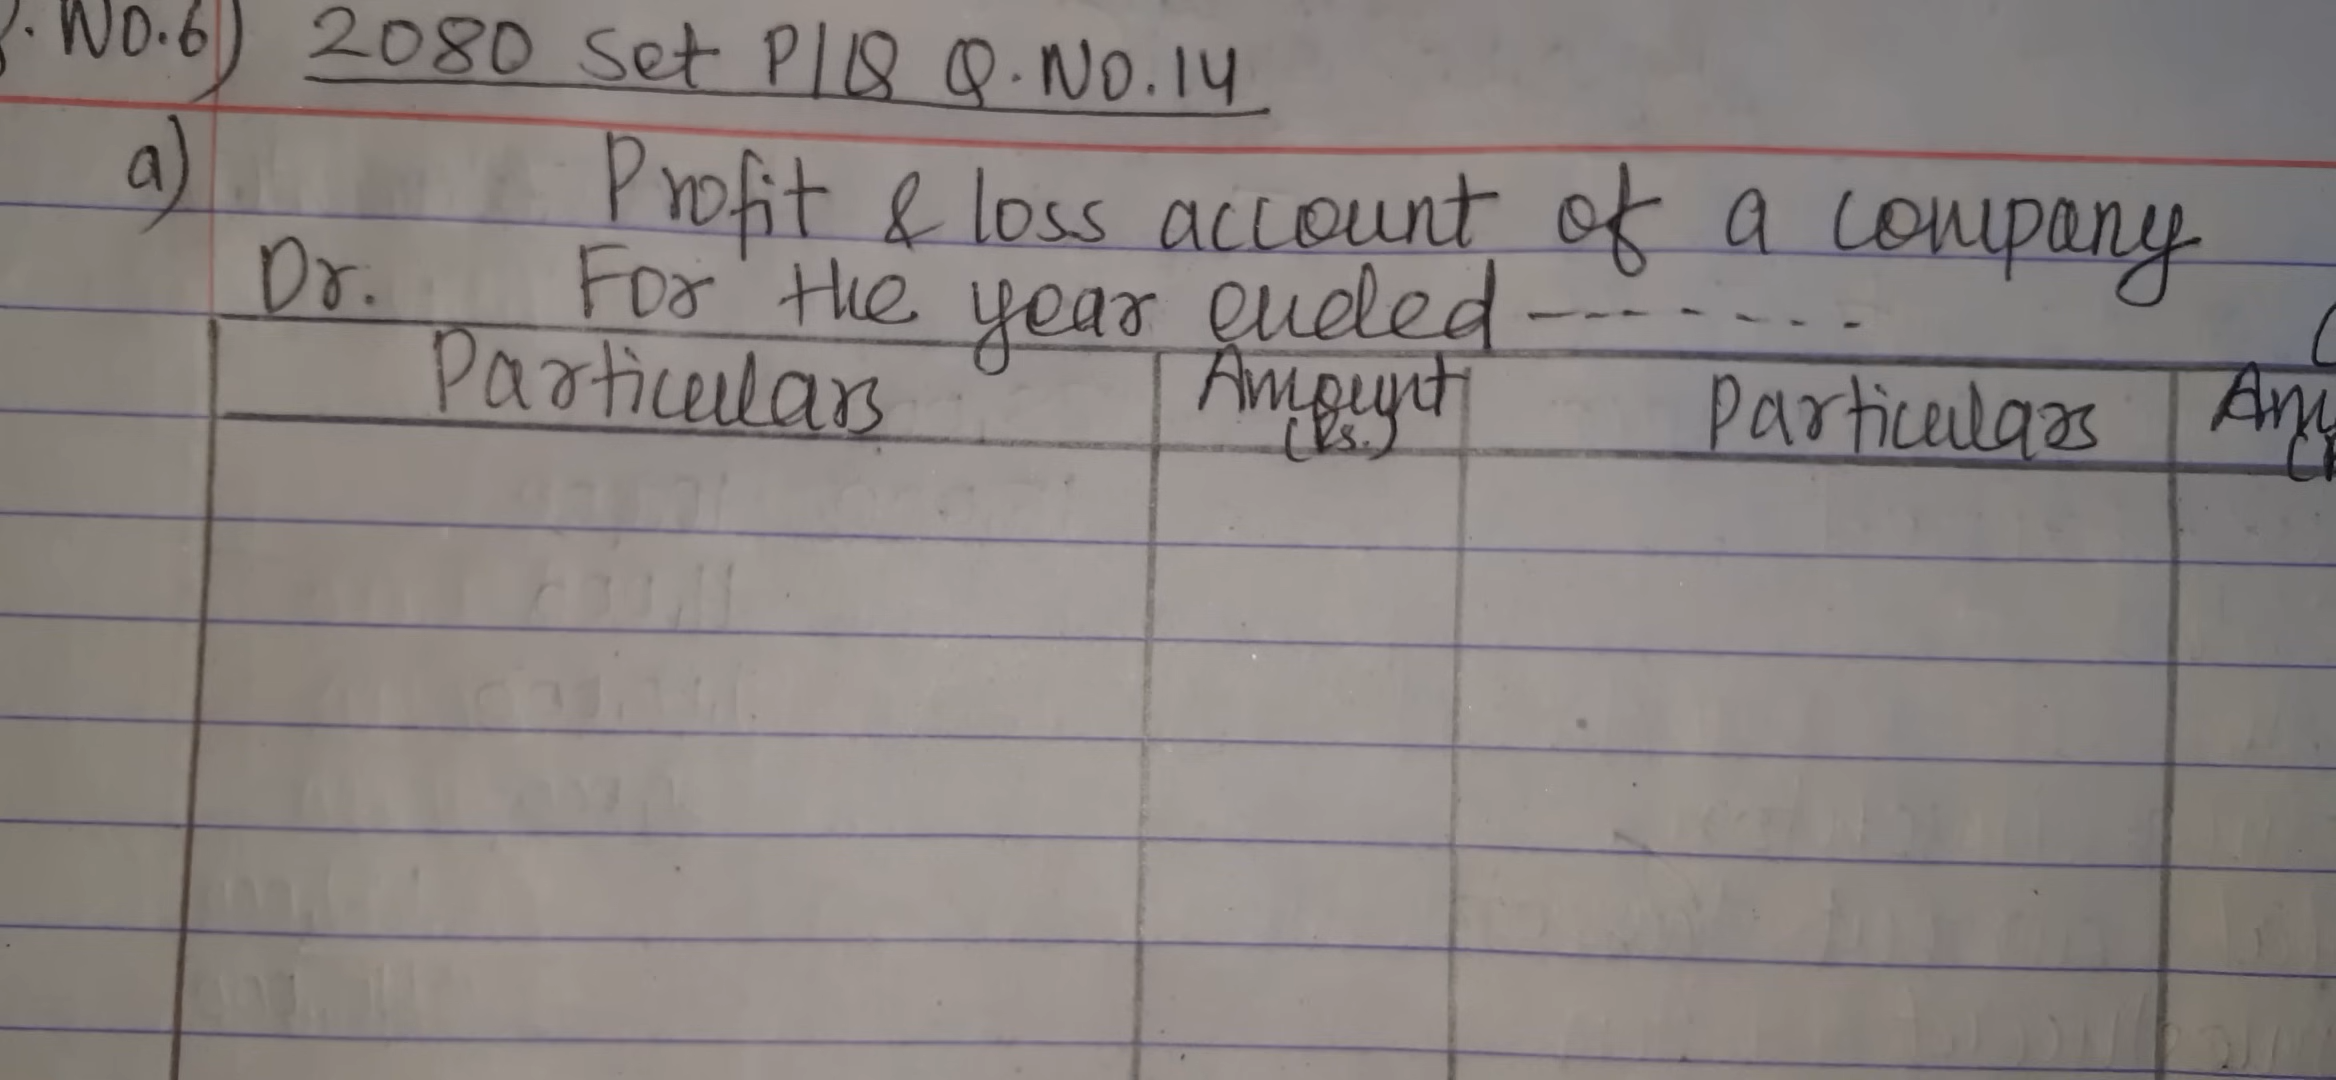 . No.6) 2080 Set P/Q Q.No.14
a) Profit & loss account of a company
Dr. For the year ended -------
Particulars Amount (Rs.) Particulars Am